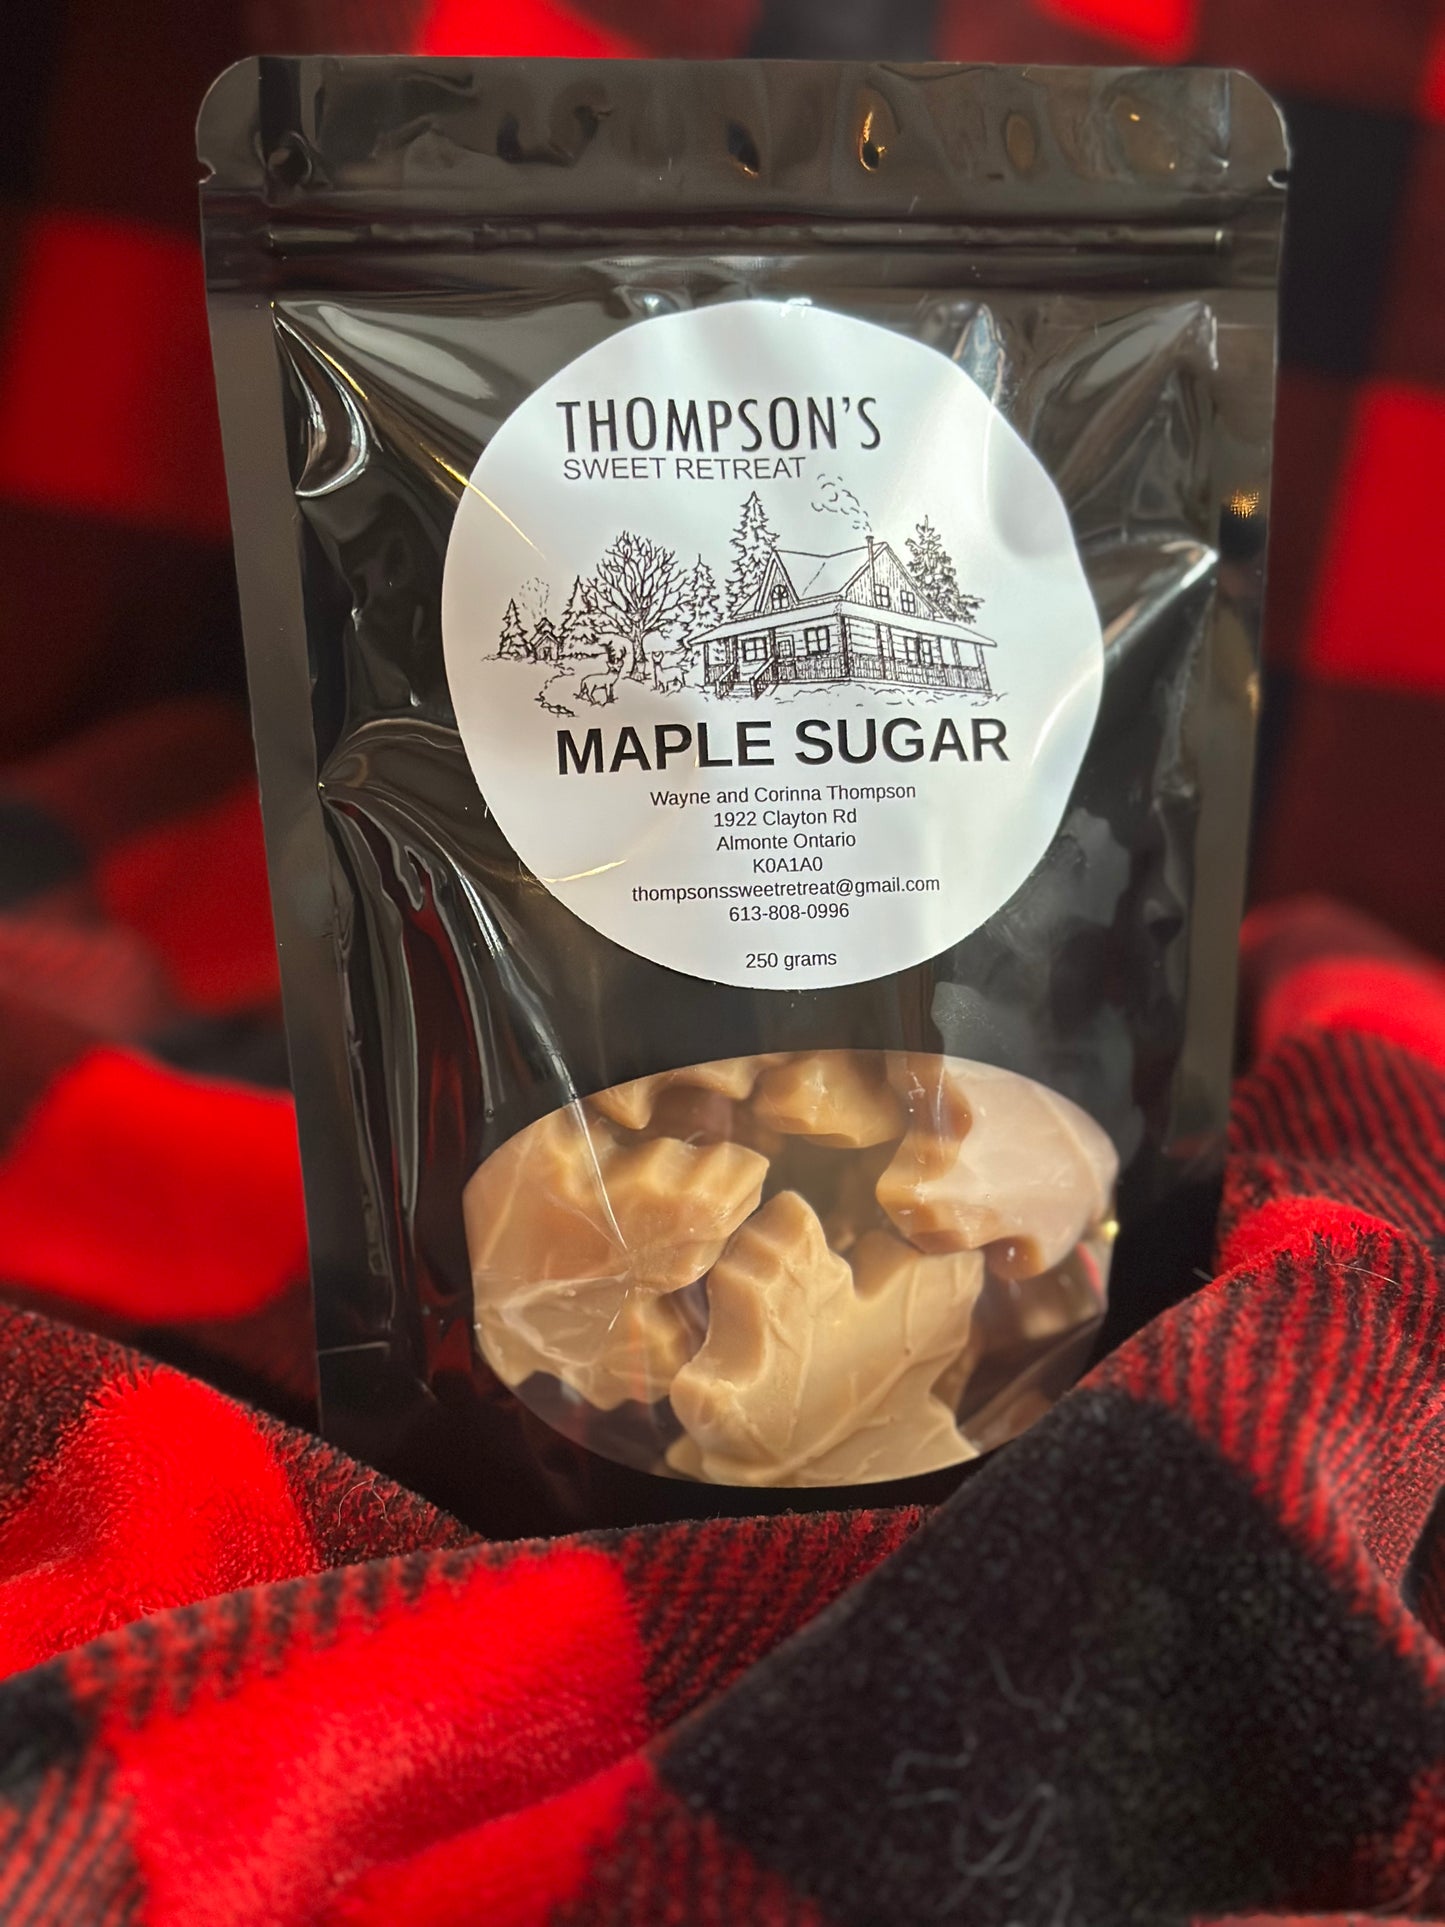 THOMPSON'S
SWEET RETREAT
MAPLE SUGAR
Wayne and Corinna Thompson
1922 Clayton Rd
Almonte Ontario
K0A1A0
thompsonssweetretreat@gmail.com
613-808-0996
250 grams